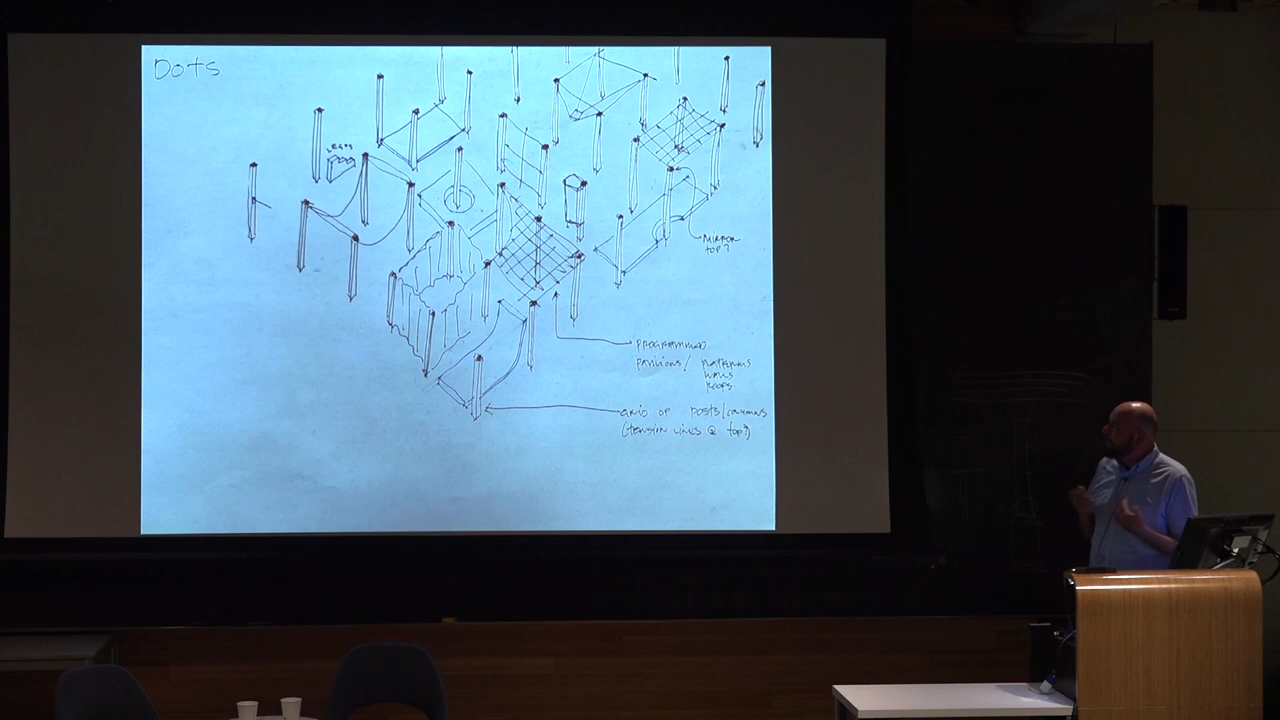 Dots
LEGOS
MIRROR
TOP?
PROGRAMMED
PAVILIONS/ PLATFORMS
WALLS
ROOFS.
GRID OF POSTS/COLUMNS
(TENSION LINES @ TOP?)